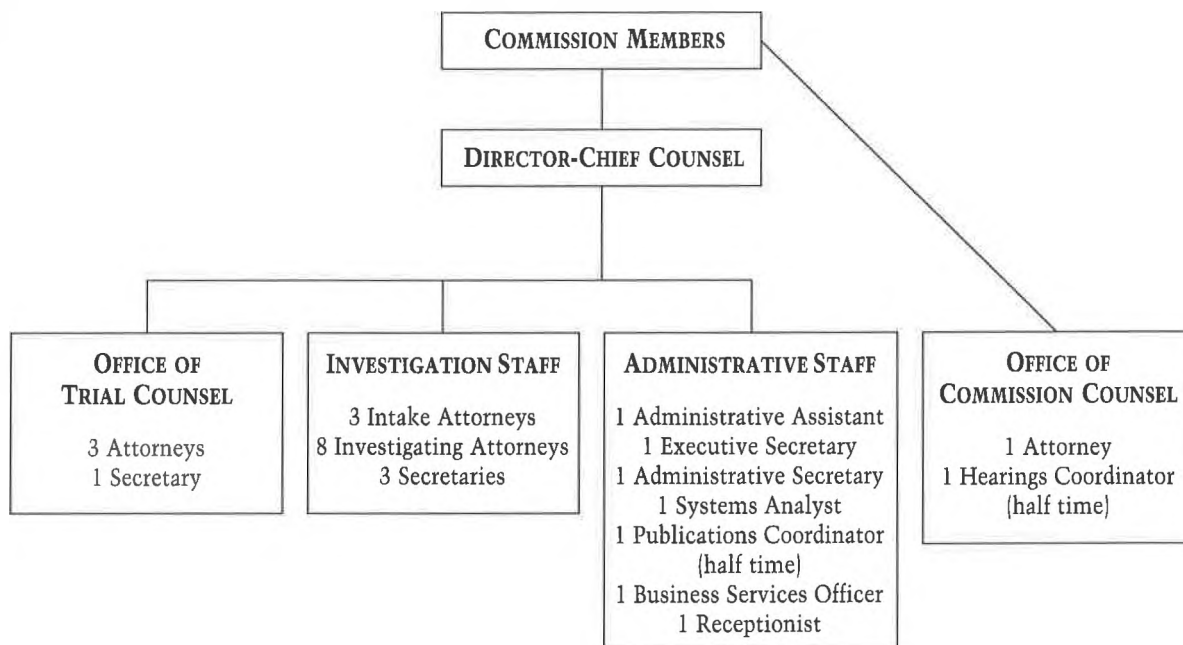 COMMISSION MEMBERS
DIRECTOR-CHIEF COUNSEL
OFFICE OF
TRIAL COUNSEL
3 Attorneys
1 Secretary
INVESTIGATION STAFF
3 Intake Attorneys
8 Investigating Attorneys
3 Secretaries
ADMINISTRATIVE STAFF
1 Administrative Assistant
1 Executive Secretary
1 Administrative Secretary
1 Systems Analyst
1 Publications Coordinator
(half time)
1 Business Services Officer
1 Receptionist
OFFICE OF
COMMISSION COUNSEL
1 Attorney
1 Hearings Coordinator
(half time)